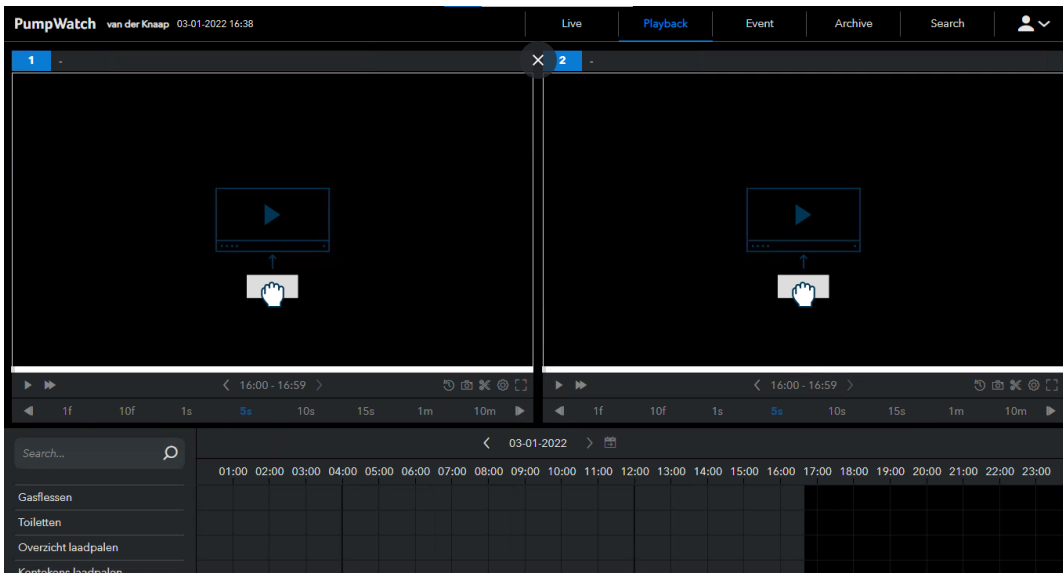 PumpWatch van der Knaap 03-01-2022 16:38 Live Playback Event Archive Search
1 -
2 -
16:00 - 16:59
16:00 - 16:59
1f 10f 1s 5s 10s 15s 1m 10m
1f 10f 1s 5s 10s 15s 1m 10m
Search...
03-01-2022
01:00 02:00 03:00 04:00 05:00 06:00 07:00 08:00 09:00 10:00 11:00 12:00 13:00 14:00 15:00 16:00 17:00 18:00 19:00 20:00 21:00 22:00 23:00
Gasflessen
Toiletten
Overzicht laadpalen
Kentekens laadpalen